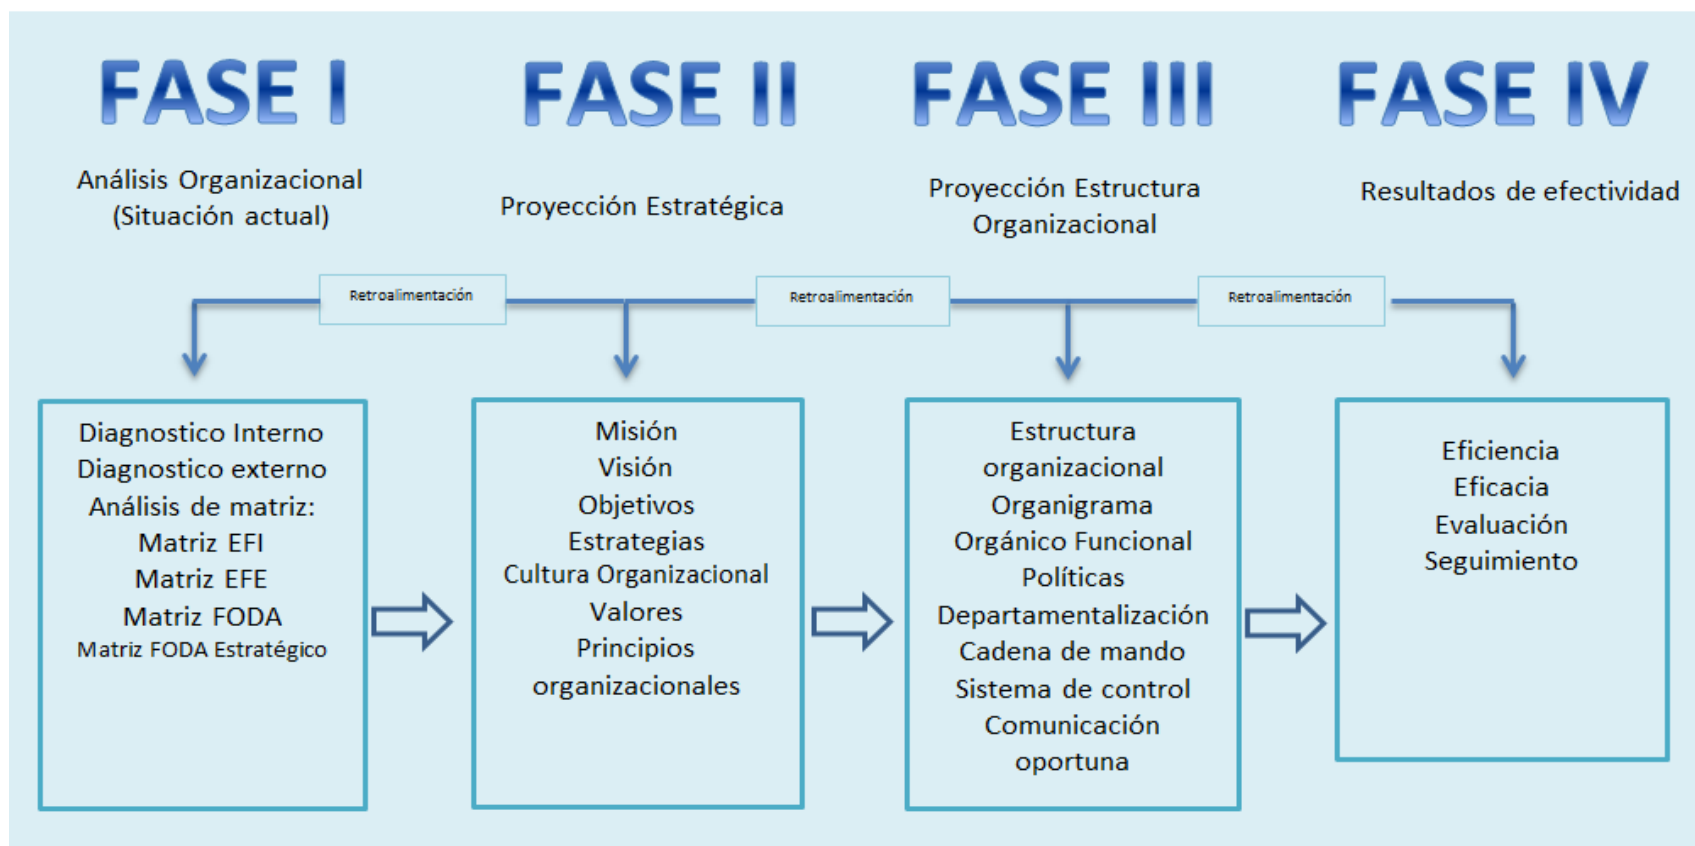 FASE I
FASE II
FASE III
FASE IV
Análisis Organizacional
(Situación actual)
Proyección Estratégica
Proyección Estructura
Organizacional
Resultados de efectividad
Retroalimentación
Retroalimentación
Retroalimentación
Diagnostico Interno
Diagnostico externo
Análisis de matriz:
Matriz EFI
Matriz EFE
Matriz FODA
Matriz FODA Estratégico
Misión
Visión
Objetivos
Estrategias
Cultura Organizacional
Valores
Principios
organizacionales
Estructura
organizacional
Organigrama
Orgánico Funcional
Políticas
Departamentalización
Cadena de mando
Sistema de control
Comunicación
oportuna
Eficiencia
Eficacia
Evaluación
Seguimiento